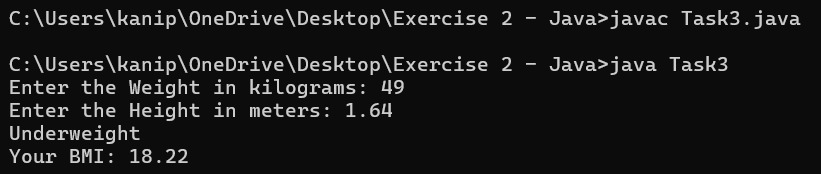 C:\Users\kanip\OneDrive\Desktop\Exercise 2 - Java>javac Task3.java
C:\Users\kanip\OneDrive\Desktop\Exercise 2 - Java>java Task3
Enter the Weight in kilograms: 49
Enter the Height in meters: 1.64
Underweight
Your BMI: 18.22